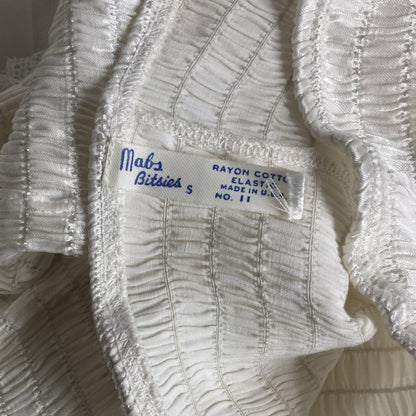 Mabs
Bitsies S
RAYON COTTO
ELAST
MADE IN U.S.
NO. 11